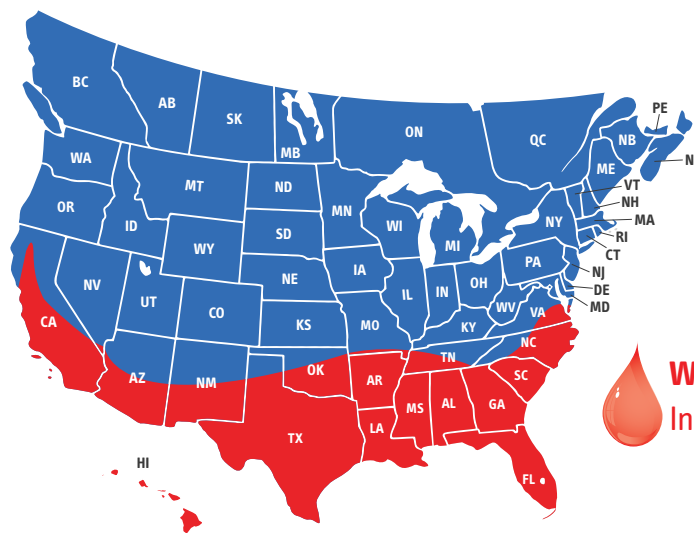 BC
AB
SK
MB
ON
QC
NB
PE
N
WA
MT
ND
MN
WI
MI
ME
VT
NH
MA
RI
CT
NY
OR
ID
WY
SD
IA
NE
IL
IN
OH
PA
NJ
DE
MD
NV
UT
CO
KS
MO
KY
WV
VA
CA
AZ
NM
OK
AR
TN
NC
SC
MS
AL
GA
LA
TX
FL
HI
W
In